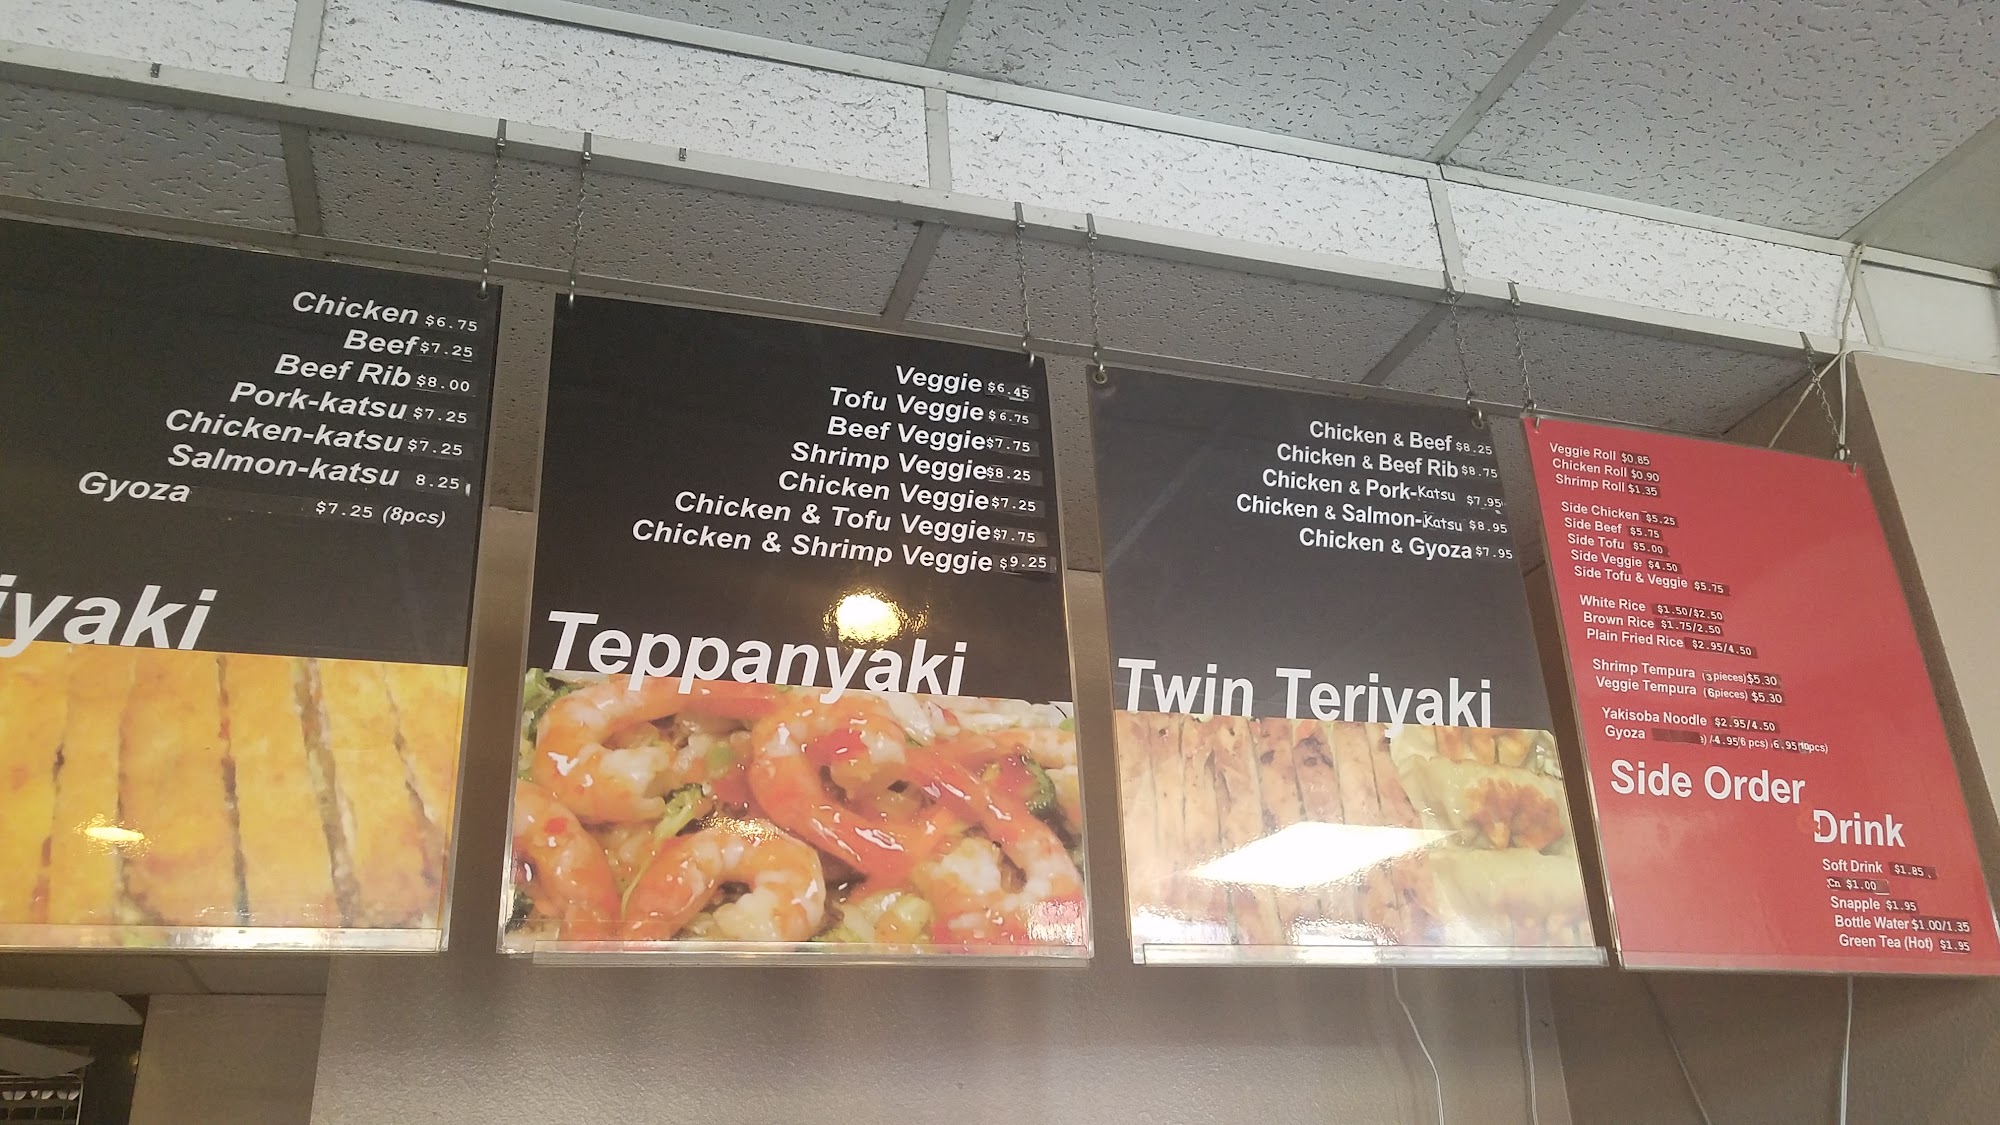 Chicken $6.75
Beef $7.25
Beef Rib $8.00
Pork-katsu $7.25
Chicken-katsu $7.25
Salmon-katsu 8.25
Gyoza $7.25 (8pcs)
iyaki
Veggie $6.45
Tofu Veggie $6.75
Beef Veggie $7.75
Shrimp Veggie $8.25
Chicken Veggie $7.25
Chicken & Tofu Veggie $7.75
Chicken & Shrimp Veggie $9.25
Teppanyaki
Chicken & Beef $8.25
Chicken & Beef Rib $8.75
Chicken & Pork-Katsu $7.95
Chicken & Salmon-Katsu $8.95
Chicken & Gyoza $7.95
Twin Teriyaki
Veggie Roll $0.85
Chicken Roll $0.90
Shrimp Roll $1.35
Side Chicken $5.25
Side Beef $5.75
Side Tofu $5.00
Side Veggie $4.50
Side Tofu & Veggie $5.75
White Rice $1.50/$2.50
Brown Rice $1.75/2.50
Plain Fried Rice $2.95/4.50
Shrimp Tempura (3pieces) $5.30
Veggie Tempura (6pieces) $5.30
Yakisoba Noodle $2.95/4.50
Gyoza ) /4.95(6 pcs) 6.95(10pcs)
Side Order
Drink
Soft Drink $1.85
Cn $1.00
Snapple $1.95
Bottle Water $1.00/1.35
Green Tea (Hot) $1.95